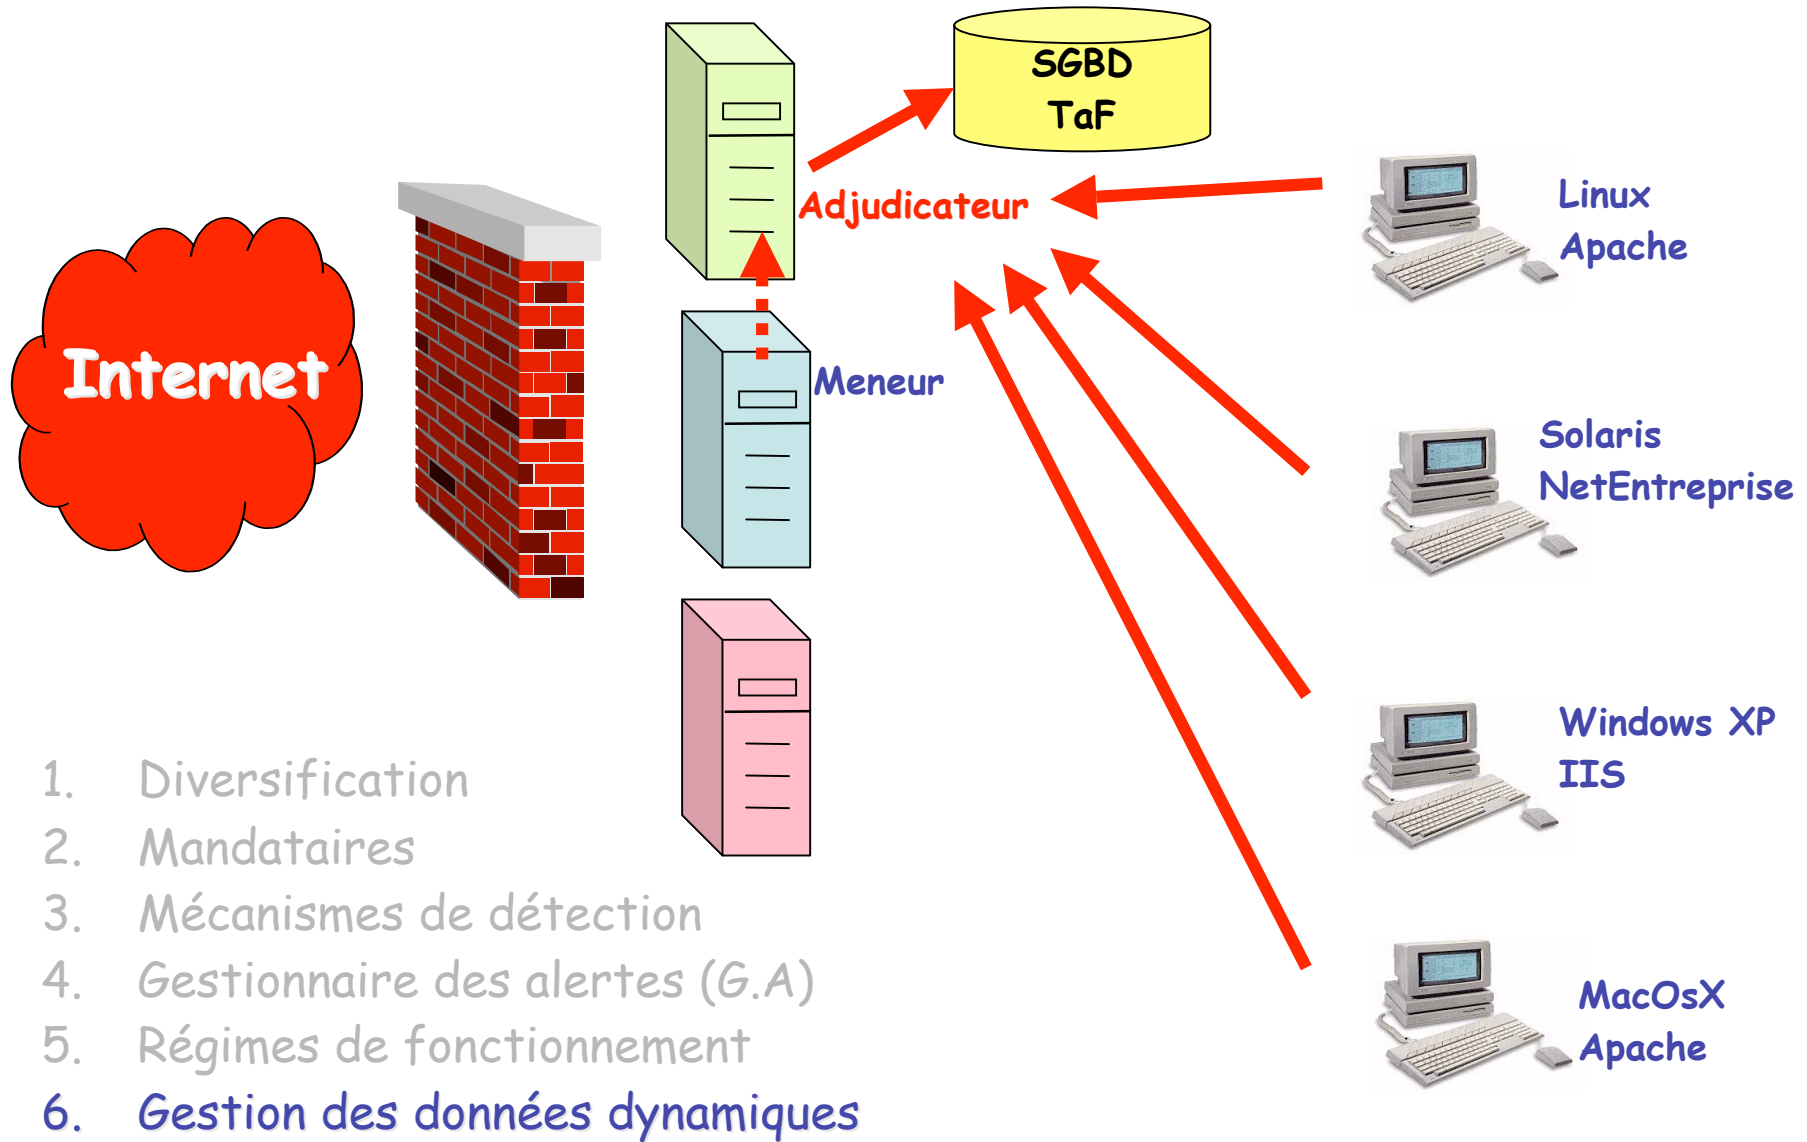 SGBD
TaF
Adjudicateur
Linux
Apache
Internet
Meneur
Solaris
NetEntreprise
Windows XP
IIS
MacOsX
Apache
1. Diversification
2. Mandataires
3. Mécanismes de détection
4. Gestionnaire des alertes (G.A)
5. Régimes de fonctionnement
6. Gestion des données dynamiques